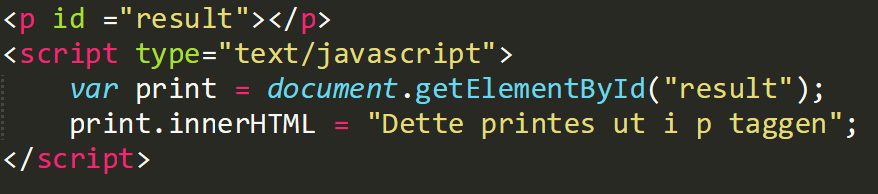 <p id ="result"></p>
<script type="text/javascript">
    var print = document.getElementById("result");
    print.innerHTML = "Dette printes ut i p taggen";
</script>